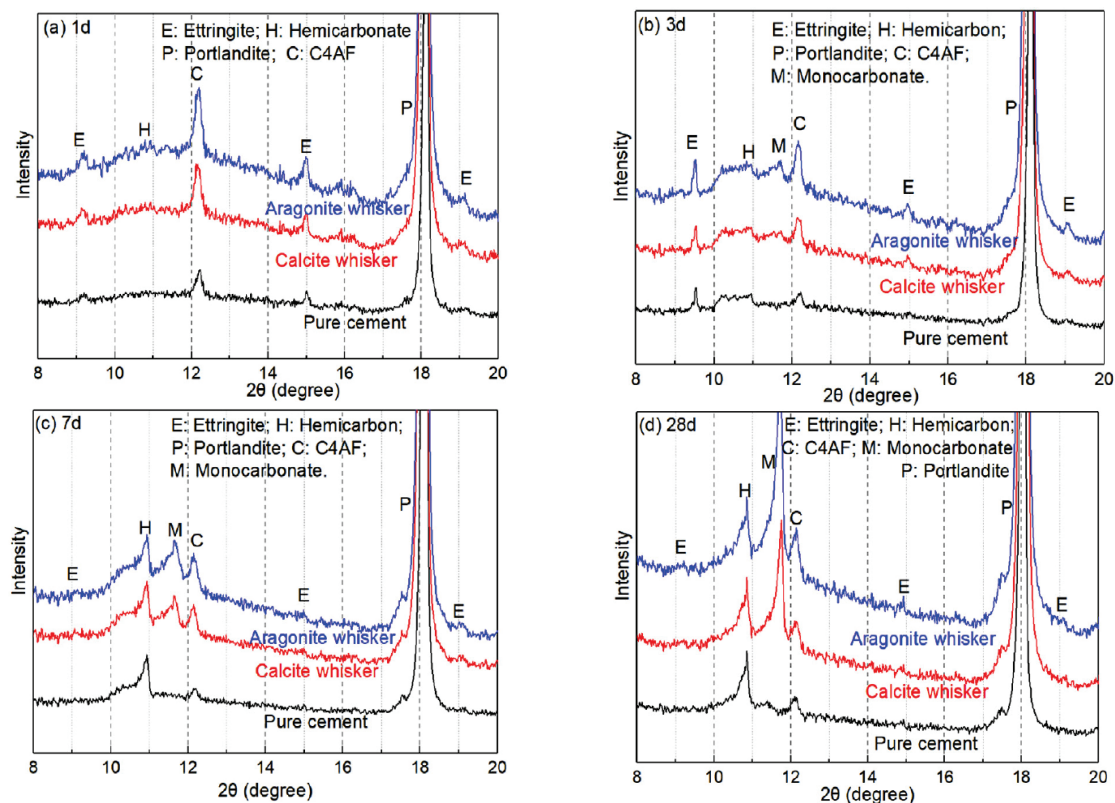 (a) 1d
E: Ettringite; H: Hemicarbonate
P: Portlandite; C: C4AF
C
E
H
E
P
E
Aragonite whisker
Calcite whisker
Pure cement
Intensity
8 10 12 14 16 18 20
2θ (degree)
(b) 3d
E: Ettringite; H: Hemicarbon;
P: Portlandite; C: C4AF;
M: Monocarbonate.
E
H
M
C
E
P
E
Aragonite whisker
Calcite whisker
Pure cement
Intensity
8 10 12 14 16 18 20
2θ (degree)
(c) 7d
E: Ettringite; H: Hemicarbon;
P: Portlandite; C: C4AF;
M: Monocarbonate.
E
H
M
C
E
P
E
Aragonite whisker
Calcite whisker
Pure cement
Intensity
8 10 12 14 16 18 20
2θ (degree)
(d) 28d
E: Ettringite; H: Hemicarbon;
C: C4AF; M: Monocarbonate
P: Portlandite
E
H
M
C
E
P
E
Aragonite whisker
Calcite whisker
Pure cement
Intensity
8 10 12 14 16 18 20
2θ (degree)